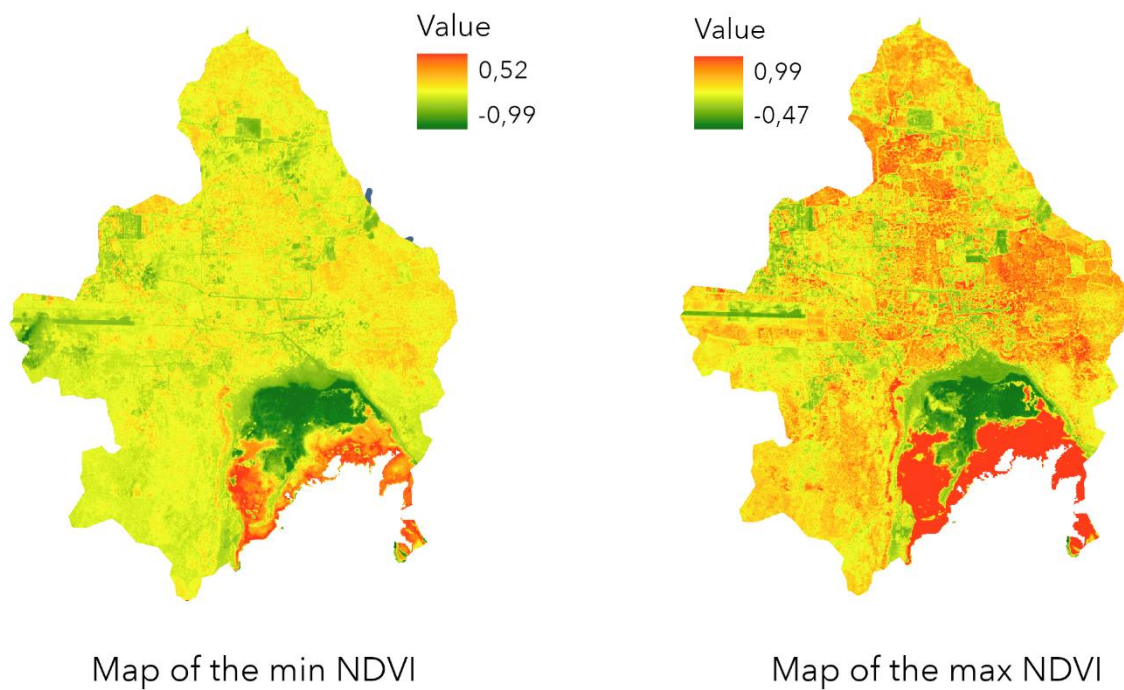 Value
0,52
-0,99
Value
0,99
-0,47
Map of the min NDVI
Map of the max NDVI